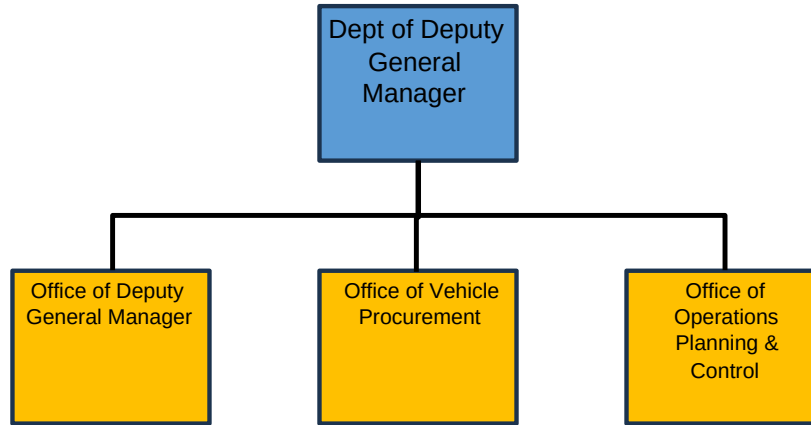 Dept of Deputy
General
Manager
Office of Deputy
General Manager
Office of Vehicle
Procurement
Office of
Operations
Planning &
Control